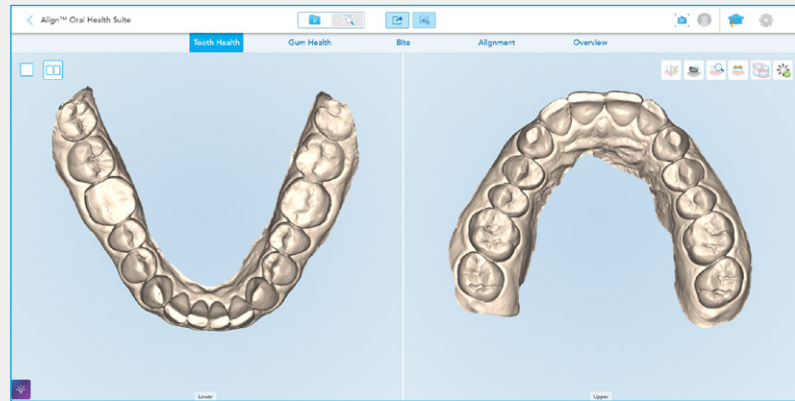 Align™ Oral Health Suite
Tooth Health Gum Health Bite Alignment Overview
Lower Upper